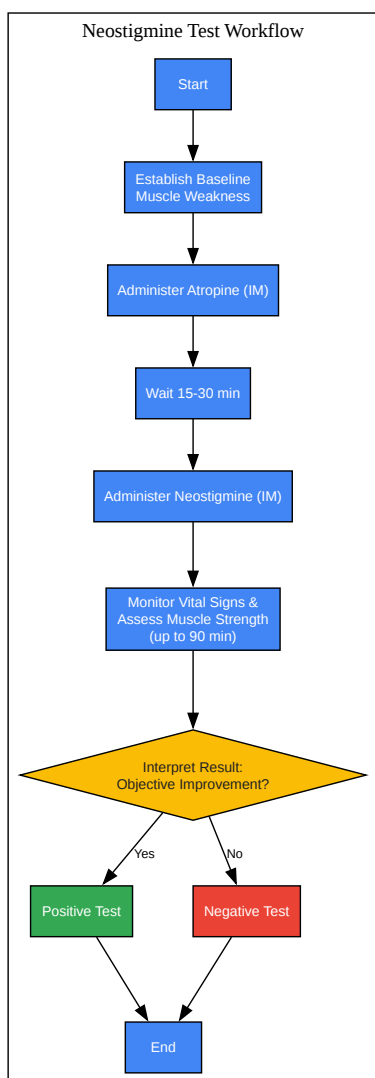 Neostigmine Test Workflow
Start
Establish Baseline
Muscle Weakness
Administer Atropine (IM)
Wait 15-30 min
Administer Neostigmine (IM)
Monitor Vital Signs &
Assess Muscle Strength
(up to 90 min)
Interpret Result:
Objective Improvement?
Yes
No
Positive Test
Negative Test
End